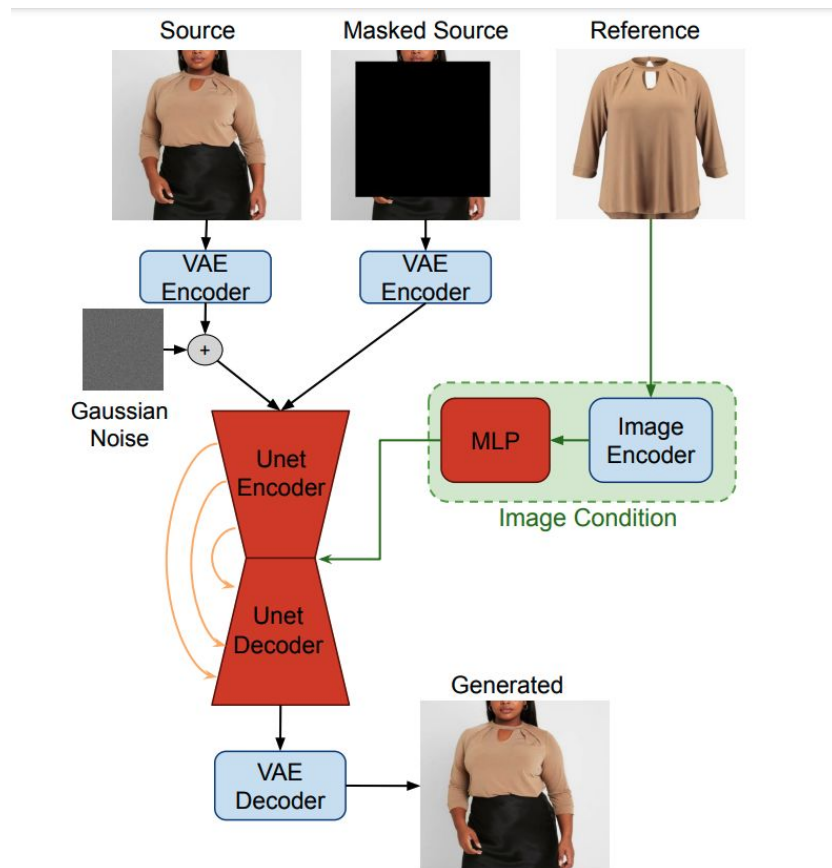 Source
Masked Source
Reference
VAE
Encoder
VAE
Encoder
+
Gaussian
Noise
MLP
Image
Encoder
Image Condition
Unet
Encoder
Unet
Decoder
Generated
VAE
Decoder